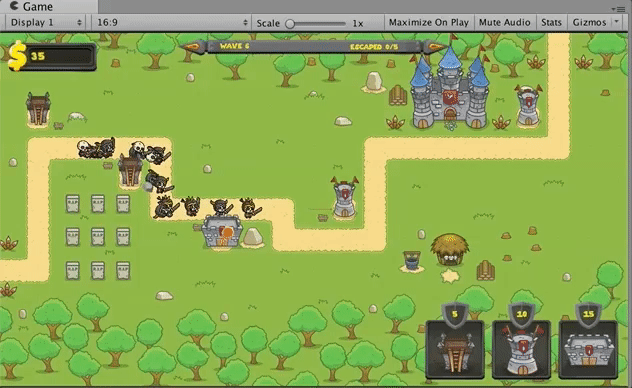 Game
Display 1 16:9 Scale 1x Maximize On Play Mute Audio Stats Gizmos
$ 35 WAVE 6 ESCAPED 0/5
R.I.P R.I.P R.I.P
R.I.P R.I.P R.I.P
R.I.P R.I.P R.I.P
5 10 15